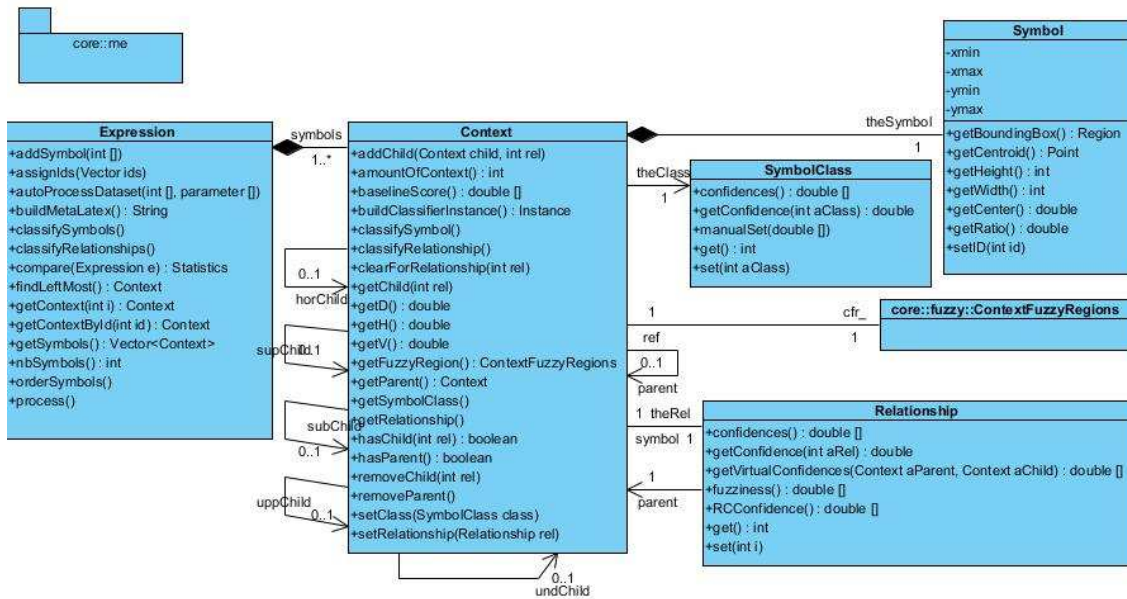 core::me
Expression
+addSymbol(int [])
+assignIds(Vector ids)
+autoProcessDataset(int [], parameter [])
+buildMetaLatex() : String
+classifySymbols()
+classifyRelationships()
+compare(Expression e) : Statistics
+findLeftMost() : Context
+getContext(int i) : Context
+getContextById(int id) : Context
+getSymbols() : Vector<Context>
+nbSymbols() : int
+orderSymbols()
+process()
symbols
1..*
Context
+addChild(Context child, int rel)
+amountOfContext() : int
+baselineScore() : double []
+buildClassifierInstance() : Instance
+classifySymbol()
+classifyRelationship()
+clearForRelationship(int rel)
+getChild(int rel)
+getD() : double
+getH() : double
+getV() : double
+getFuzzyRegion() : ContextFuzzyRegions
+getParent() : Context
+getSymbolClass()
+getRelationship()
+hasChild(int rel) : boolean
+hasParent() : boolean
+removeChild(int rel)
+removeParent()
+setClass(SymbolClass class)
+setRelationship(Relationship rel)
0..1
horChild
supChild
0..1
subChild
0..1
uppChild
0..1
0..1
undChild
theSymbol
1
Symbol
-xmin
-xmax
-ymin
-ymax
+getBoundingBox() : Region
+getCentroid() : Point
+getHeight() : int
+getWidth() : int
+getCenter() : double
+getRatio() : double
+setID(int id)
theClass
1
SymbolClass
+confidences() : double []
+getConfidence(int aClass) : double
+manualSet(double [])
+get() : int
+set(int aClass)
1
cfr_
1
core::fuzzy::ContextFuzzyRegions
ref
0..1
parent
1 theRel
symbol 1
1
parent
Relationship
+confidences() : double []
+getConfidence(int aRel) : double
+getVirtualConfidences(Context aParent, Context aChild) : double []
+fuzziness() : double []
+RCConfidence() : double []
+get() : int
+set(int i)